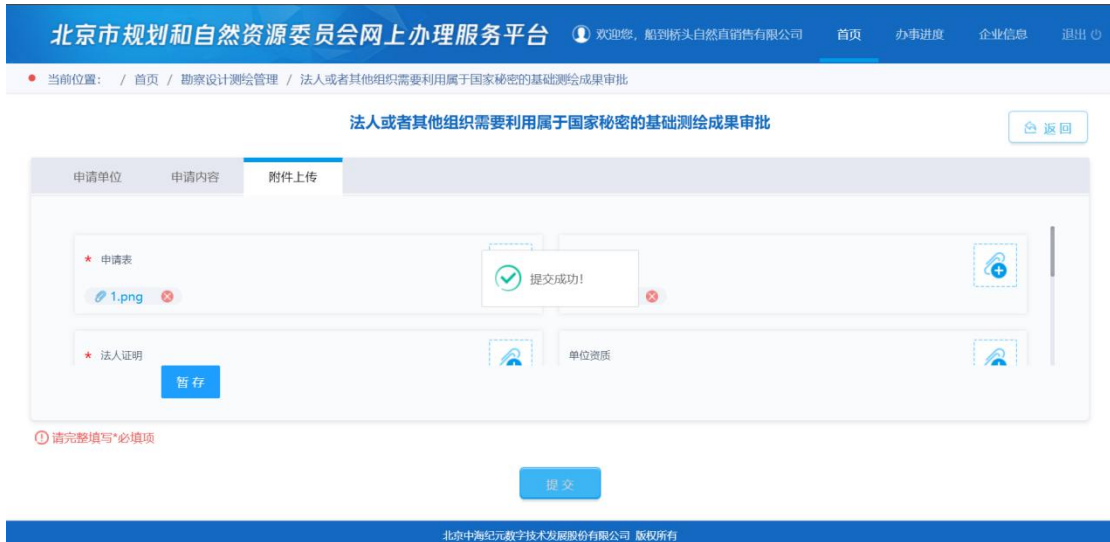 北京市规划和自然资源委员会网上办理服务平台 欢迎您，船到桥头自然直销售有限公司 首页 办事进度 企业信息 退出
当前位置： / 首页 / 勘察设计测绘管理 / 法人或者其他组织需要利用属于国家秘密的基础测绘成果审批
法人或者其他组织需要利用属于国家秘密的基础测绘成果审批
返回
申请单位 申请内容 附件上传
* 申请表
提交成功!
1.png
* 法人证明 单位资质
暂存
请完整填写*必填项
提交
北京中海纪元数字技术发展股份有限公司 版权所有